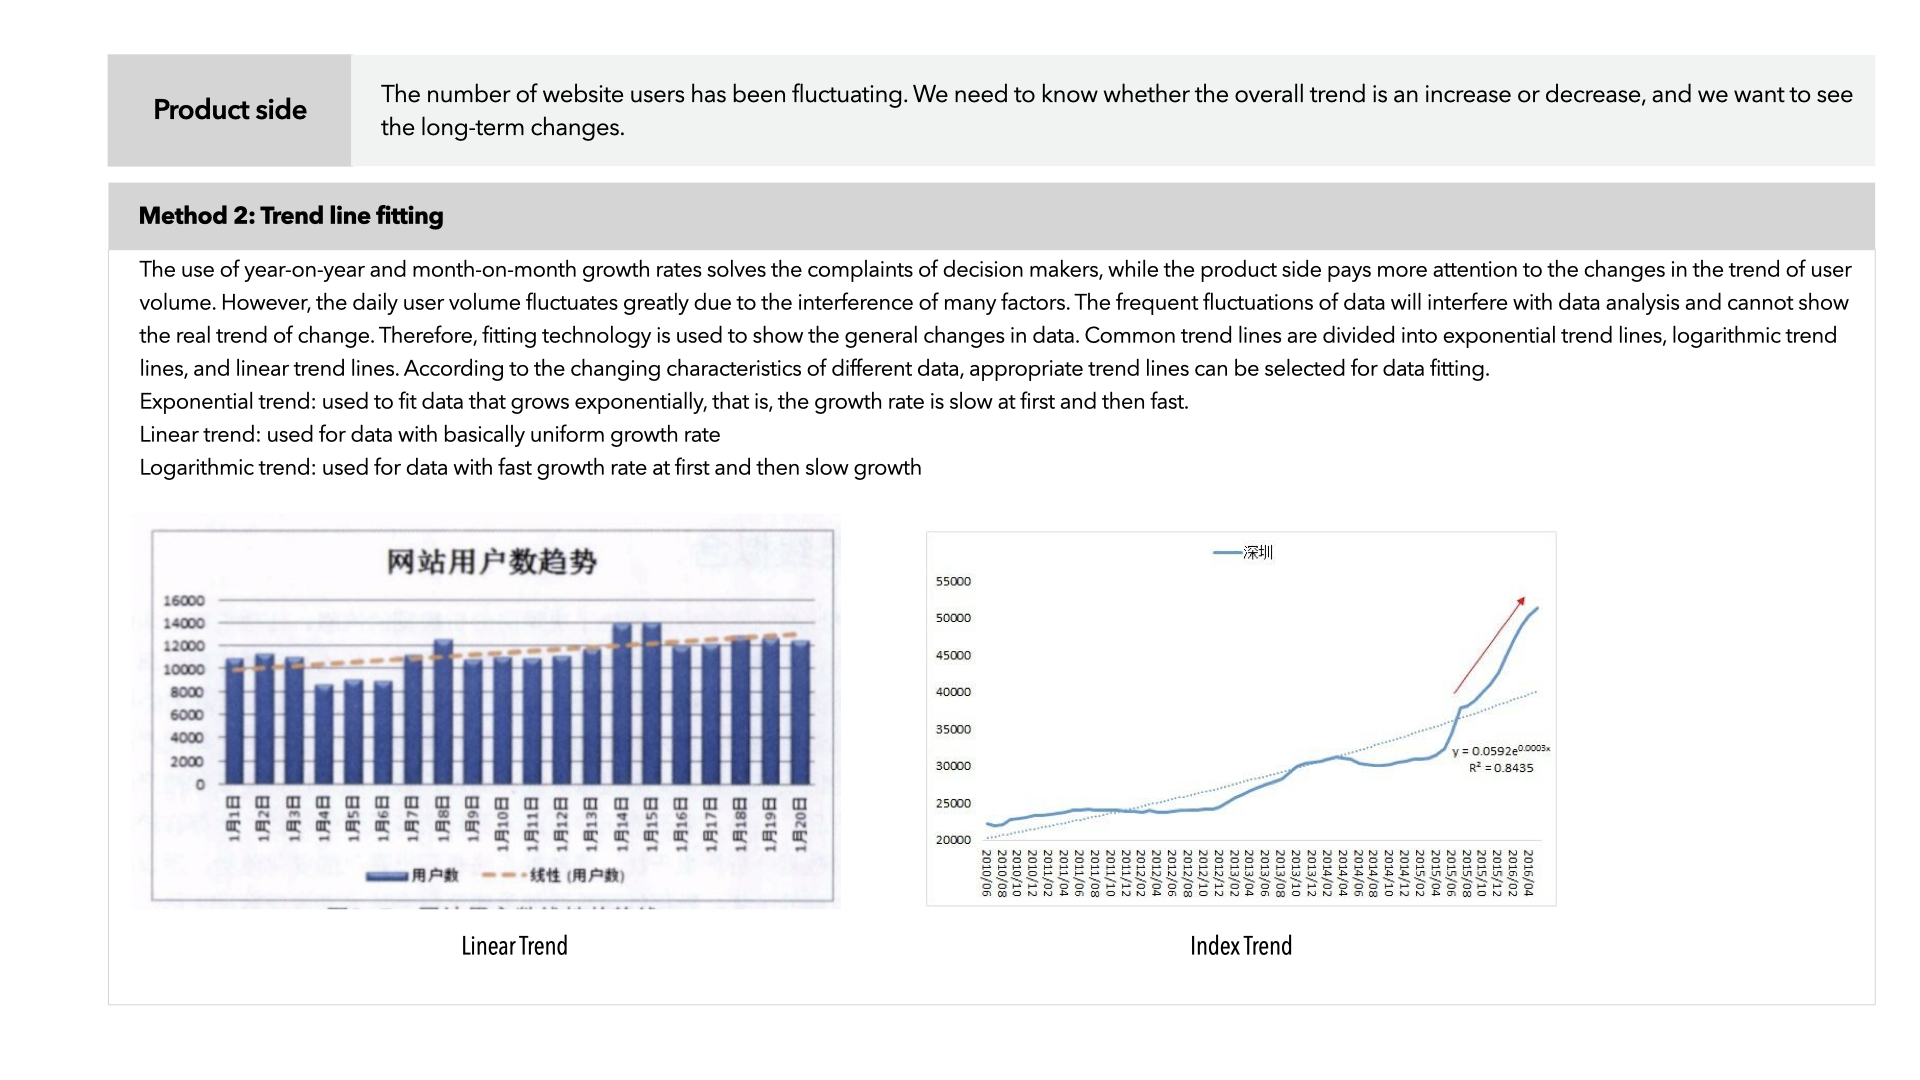 Product side
The number of website users has been fluctuating. We need to know whether the overall trend is an increase or decrease, and we want to see
the long-term changes.
Method 2: Trend line fitting
The use of year-on-year and month-on-month growth rates solves the complaints of decision makers, while the product side pays more attention to the changes in the trend of user
volume. However, the daily user volume fluctuates greatly due to the interference of many factors. The frequent fluctuations of data will interfere with data analysis and cannot show
the real trend of change. Therefore, fitting technology is used to show the general changes in data. Common trend lines are divided into exponential trend lines, logarithmic trend
lines, and linear trend lines. According to the changing characteristics of different data, appropriate trend lines can be selected for data fitting.
Exponential trend: used to fit data that grows exponentially, that is, the growth rate is slow at first and then fast.
Linear trend: used for data with basically uniform growth rate
Logarithmic trend: used for data with fast growth rate at first and then slow growth
网站用户数趋势
16000
14000
12000
10000
8000
6000
4000
2000
0
1月1日
1月2日
1月3日
1月4日
1月5日
1月6日
1月7日
1月8日
1月9日
1月10日
1月11日
1月12日
1月13日
1月14日
1月15日
1月16日
1月17日
1月18日
1月19日
1月20日
用户数
线性 (用户数)
Linear Trend
深圳
55000
50000
45000
40000
35000
30000
25000
20000
y = 0.0592e^0.0003x
R² = 0.8435
2010/06
2010/08
2010/10
2010/12
2011/02
2011/04
2011/06
2011/08
2011/10
2011/12
2012/02
2012/04
2012/06
2012/08
2012/10
2012/12
2013/02
2013/04
2013/06
2013/08
2013/10
2014/02
2014/04
2014/06
2014/08
2014/10
2014/12
2015/02
2015/04
2015/06
2015/08
2015/10
2015/12
2016/02
2016/04
Index Trend